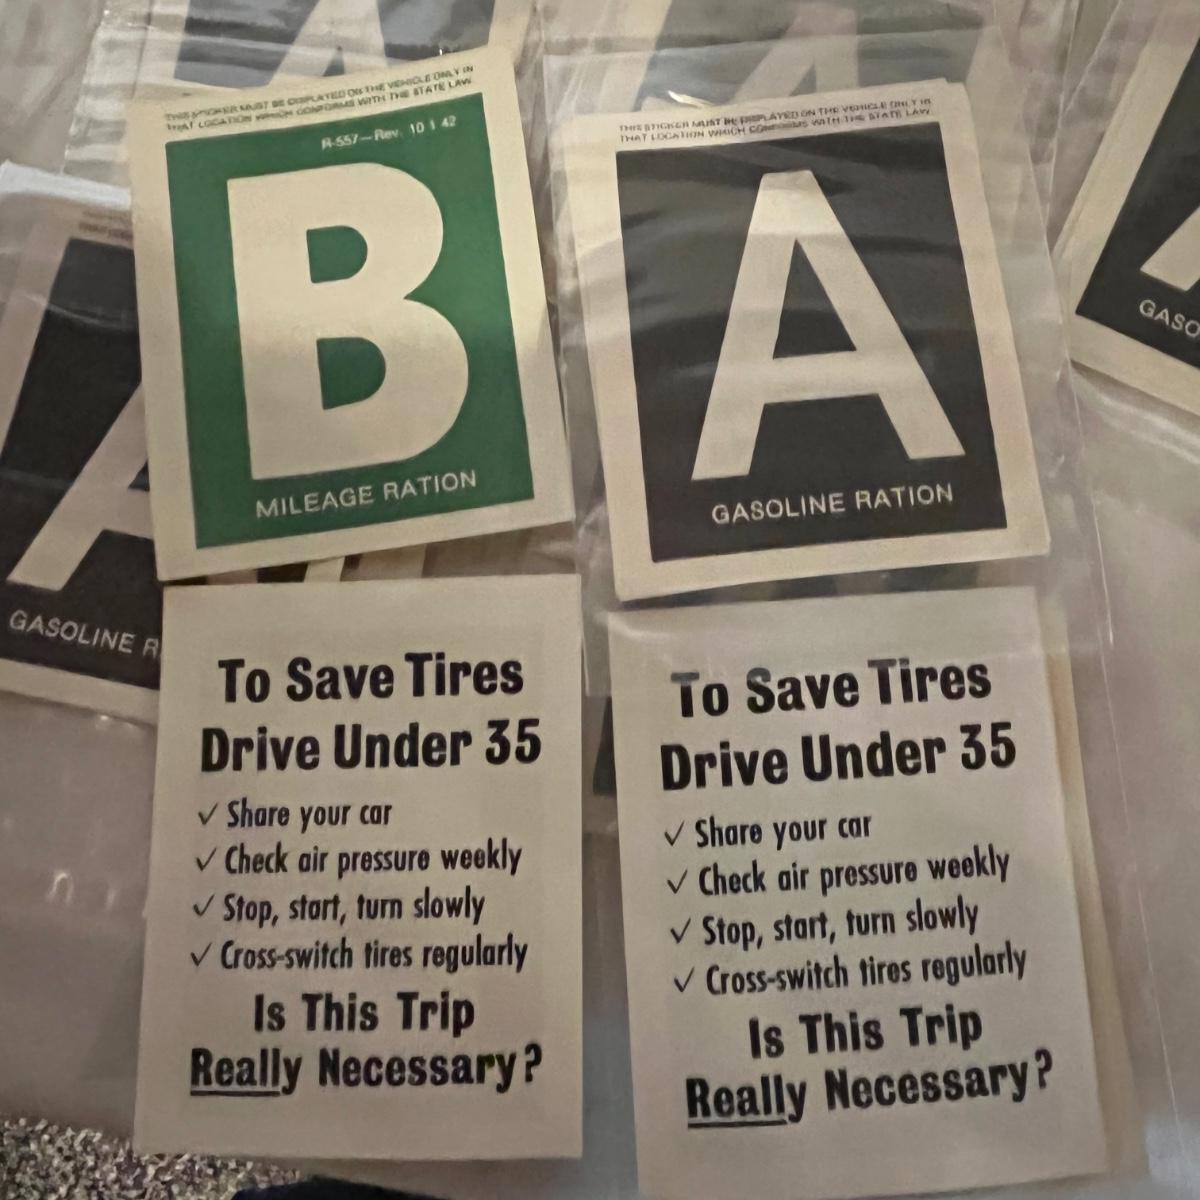 THIS STICKER MUST BE DISPLAYED ON THE VEHICLE ONLY IN
THAT LOCATION WHICH CONFORMS WITH THE STATE LAW
R-557—Rev. 10 1 42
B
MILEAGE RATION
THIS STICKER MUST BE DISPLAYED ON THE VEHICLE ONLY IN
THAT LOCATION WHICH CONFORMS WITH THE STATE LAW
A
GASOLINE RATION
A
GASOLINE R
GASO
To Save Tires
Drive Under 35
✓ Share your car
✓ Check air pressure weekly
✓ Stop, start, turn slowly
✓ Cross-switch tires regularly
Is This Trip
Really Necessary?
To Save Tires
Drive Under 35
✓ Share your car
✓ Check air pressure weekly
✓ Stop, start, turn slowly
✓ Cross-switch tires regularly
Is This Trip
Really Necessary?